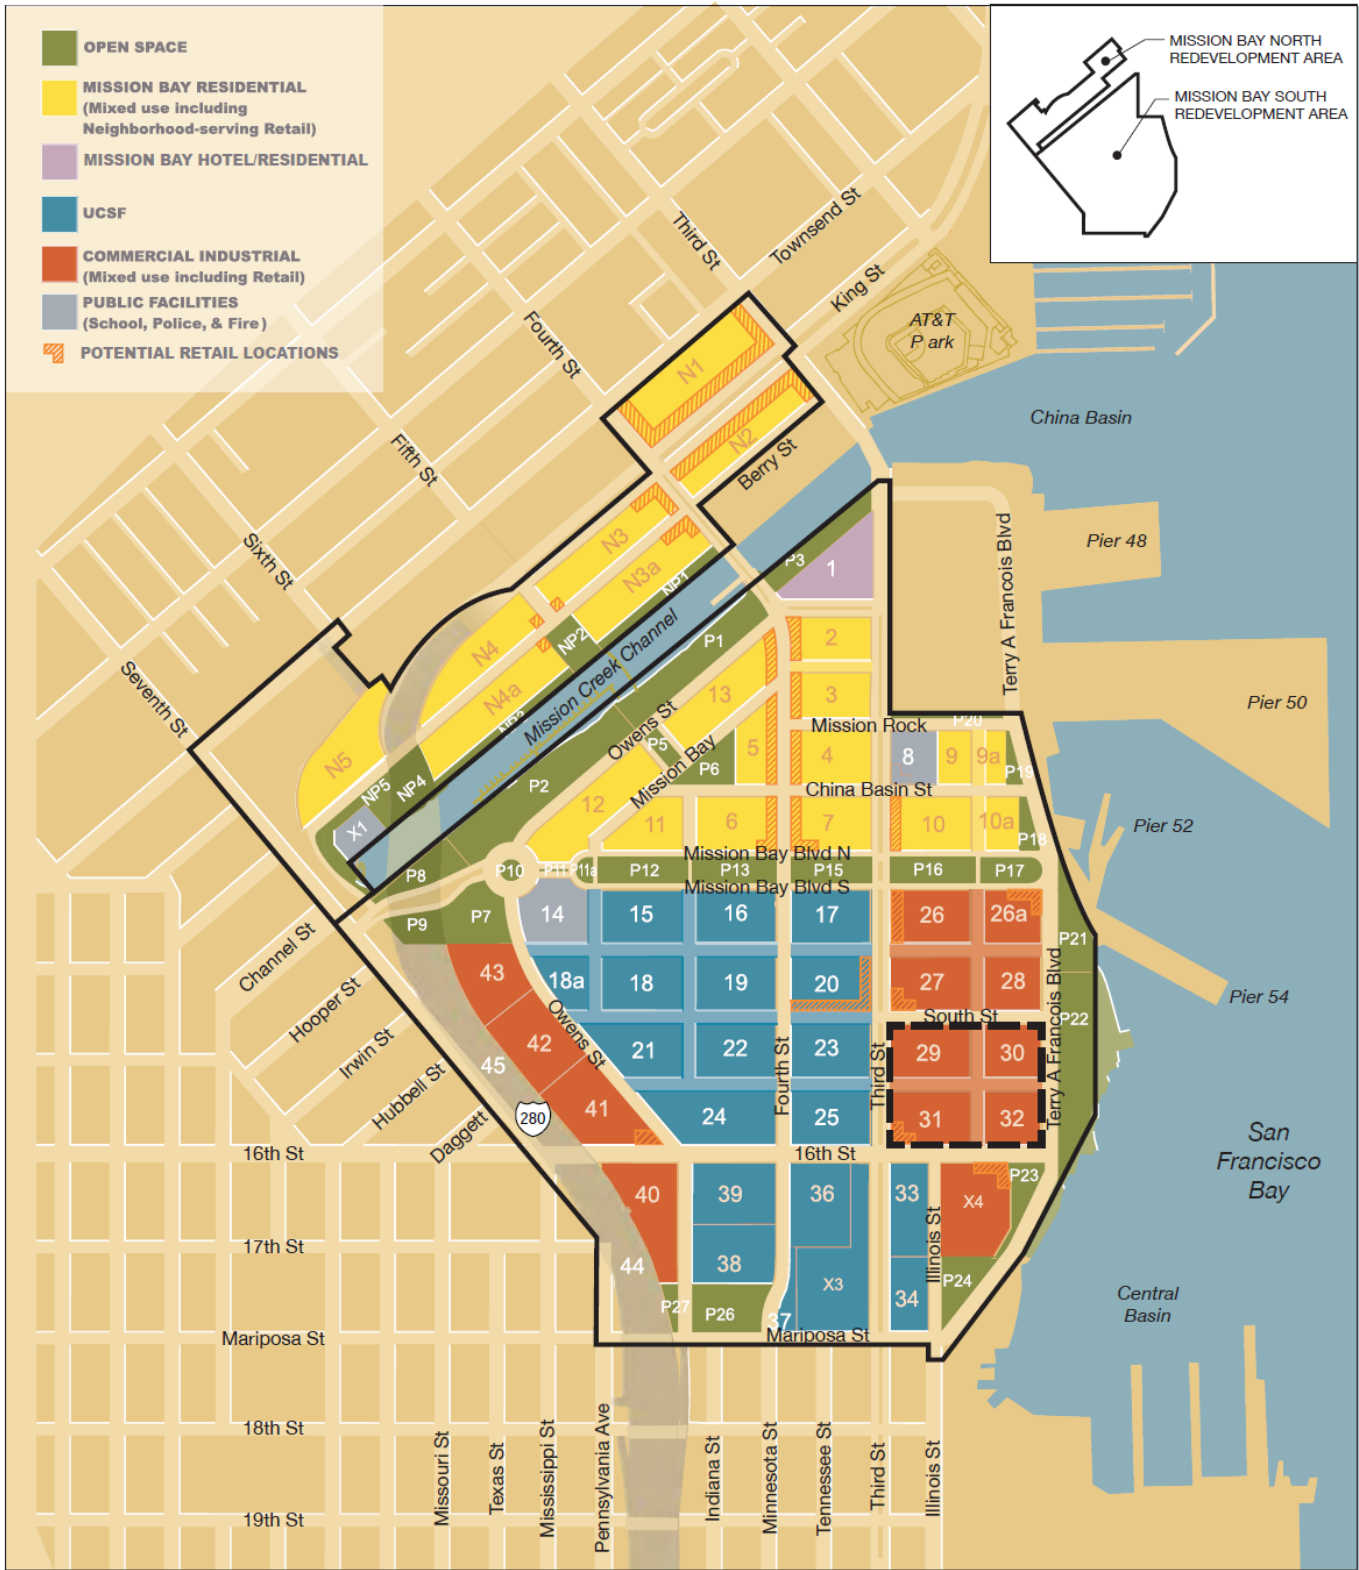 OPEN SPACE
MISSION BAY RESIDENTIAL
(Mixed use including
Neighborhood-serving Retail)
MISSION BAY HOTEL/RESIDENTIAL
UCSF
COMMERCIAL INDUSTRIAL
(Mixed use including Retail)
PUBLIC FACILITIES
(School, Police, & Fire)
POTENTIAL RETAIL LOCATIONS
MISSION BAY NORTH
REDEVELOPMENT AREA
MISSION BAY SOUTH
REDEVELOPMENT AREA
Third St
Townsend St
King St
AT&T
Park
Fourth St
N1
N2
Berry St
China Basin
Fifth St
Sixth St
Seventh St
N3
N3a
NP1
NP2
N4
N4a
NP3
N5
NP5
NP4
X1
Mission Creek Channel
P3
1
Terry A Francois Blvd
Pier 48
Pier 50
Pier 52
Pier 54
P1
2
3
13
Owens St
Mission Rock
P20
P5
Mission Bay
P6
5
4
8
9
9a
P19
P2
China Basin St
12
11
6
7
10
10a
P18
Mission Bay Blvd N
P8
P10
P11
P11a
P12
P13
P15
P16
P17
Mission Bay Blvd S
P9
P7
14
15
16
17
26
26a
P21
Channel St
43
18a
18
19
20
27
28
Hooper St
Owens St
South St
P22
Irwin St
42
45
21
22
Fourth St
23
Third St
29
30
Terry A Francois Blvd
Hubbell St
Daggett
280
41
24
25
31
32
16th St
16th St
San
Francisco
Bay
40
39
36
33
X4
P23
17th St
44
38
X3
Illinois St
34
P24
Central
Basin
P27
P26
37
Mariposa St
Mariposa St
18th St
19th St
Missouri St
Texas St
Mississippi St
Pennsylvania Ave
Indiana St
Minnesota St
Tennessee St
Third St
Illinois St